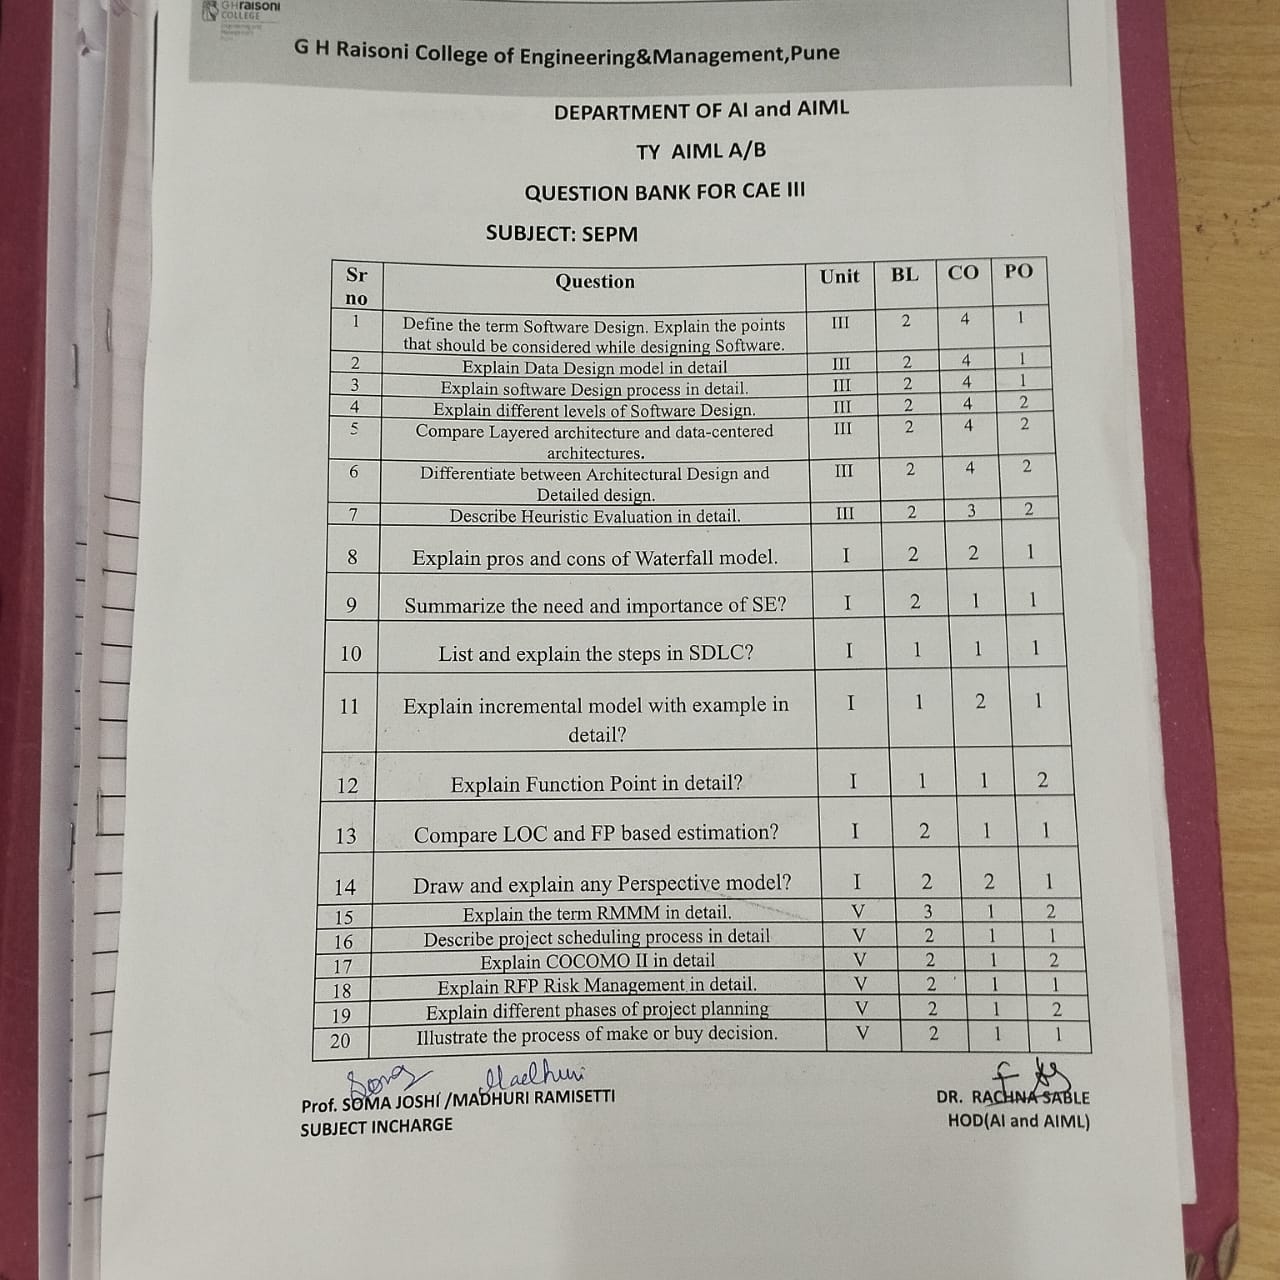 GHraisoni
COLLEGE
G H Raisoni College of Engineering&Management,Pune
DEPARTMENT OF AI and AIML
TY AIML A/B
QUESTION BANK FOR CAE III
SUBJECT: SEPM
Sr no Question Unit BL CO PO
1 Define the term Software Design. Explain the points III 2 4 1
that should be considered while designing Software.
2 Explain Data Design model in detail III 2 4 1
3 Explain software Design process in detail. III 2 4 1
4 Explain different levels of Software Design. III 2 4 2
5 Compare Layered architecture and data-centered III 2 4 2
architectures.
6 Differentiate between Architectural Design and III 2 4 2
Detailed design.
7 Describe Heuristic Evaluation in detail. III 2 3 2
8 Explain pros and cons of Waterfall model. I 2 2 1
9 Summarize the need and importance of SE? I 2 1 1
10 List and explain the steps in SDLC? I 1 1 1
11 Explain incremental model with example in I 1 2 1
detail?
12 Explain Function Point in detail? I 1 1 2
13 Compare LOC and FP based estimation? I 2 1 1
14 Draw and explain any Perspective model? I 2 2 1
15 Explain the term RMMM in detail. V 3 1 2
16 Describe project scheduling process in detail V 2 1 1
17 Explain COCOMO II in detail V 2 1 2
18 Explain RFP Risk Management in detail. V 2 1 1
19 Explain different phases of project planning V 2 1 2
20 Illustrate the process of make or buy decision. V 2 1 1
Prof. SOMA JOSHI /MADHURI RAMISETTI
SUBJECT INCHARGE
DR. RACHNA SABLE
HOD(AI and AIML)